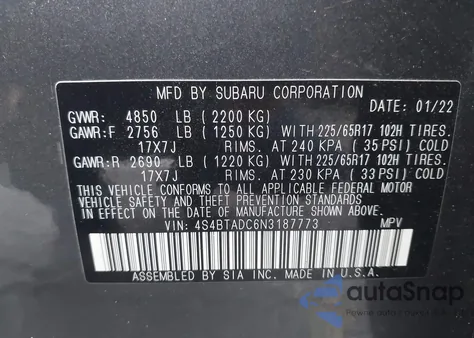 MFD BY SUBARU CORPORATION
DATE: 01/22
GVWR: 4850 LB (2200 KG)
GAWR:F 2756 LB (1250 KG) WITH 225/65R17 102H TIRES.
17X7J RIMS. AT 240 KPA (35 PSI) COLD
GAWR:R 2690 LB (1220 KG) WITH 225/65R17 102H TIRES.
17X7J RIMS. AT 230 KPA (33 PSI) COLD
THIS VEHICLE CONFORMS TO ALL APPLICABLE FEDERAL MOTOR
VEHICLE SAFETY AND THEFT PREVENTION STANDARDS IN
EFFECT ON THE DATE OF MANUFACTURE SHOWN ABOVE.
VIN: 4S4BTADC6N3187773 MPV
ASSEMBLED BY SIA INC. MADE IN U.S.A.
autoSnap